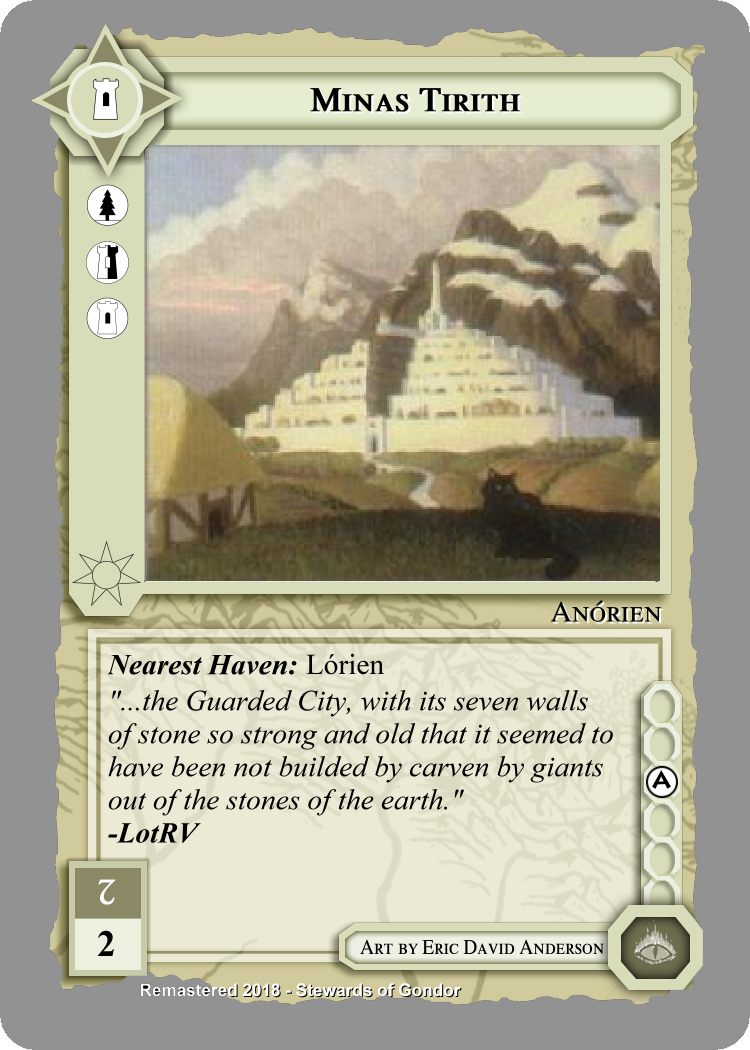 Minas Tirith
Anórien
Nearest Haven: Lórien
"...the Guarded City, with its seven walls
of stone so strong and old that it seemed to
have been not builded by carven by giants
out of the stones of the earth."
-LotRV
A
2
2
Art by Eric David Anderson
Remastered 2018 - Stewards of Gondor